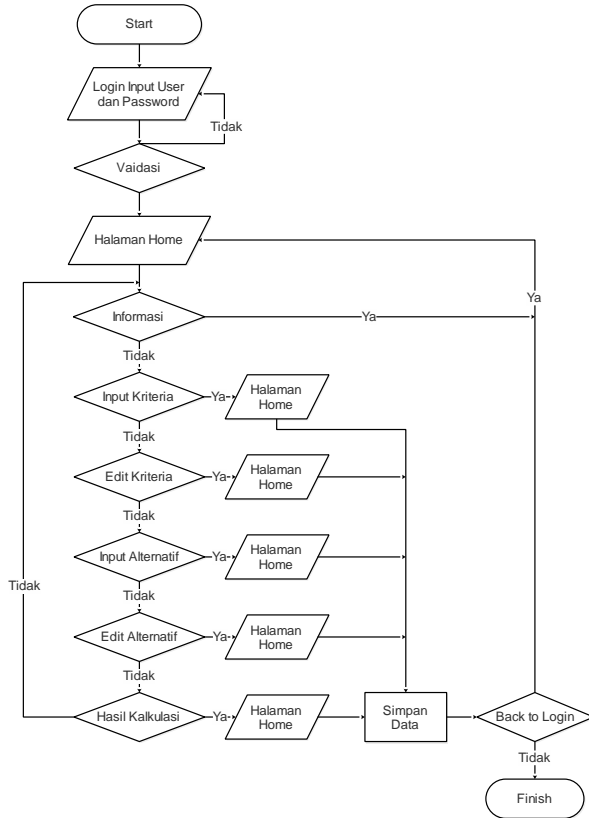 Start
Login Input User
dan Password
Tidak
Vaidasi
Halaman Home
Ya
Informasi
Ya
Tidak
Input Kriteria
Ya
Halaman
Home
Tidak
Edit Kriteria
Ya
Halaman
Home
Tidak
Input Alternatif
Ya
Halaman
Home
Tidak
Tidak
Edit Alternatif
Ya
Halaman
Home
Tidak
Hasil Kalkulasi
Ya
Halaman
Home
Simpan
Data
Back to Login
Tidak
Finish